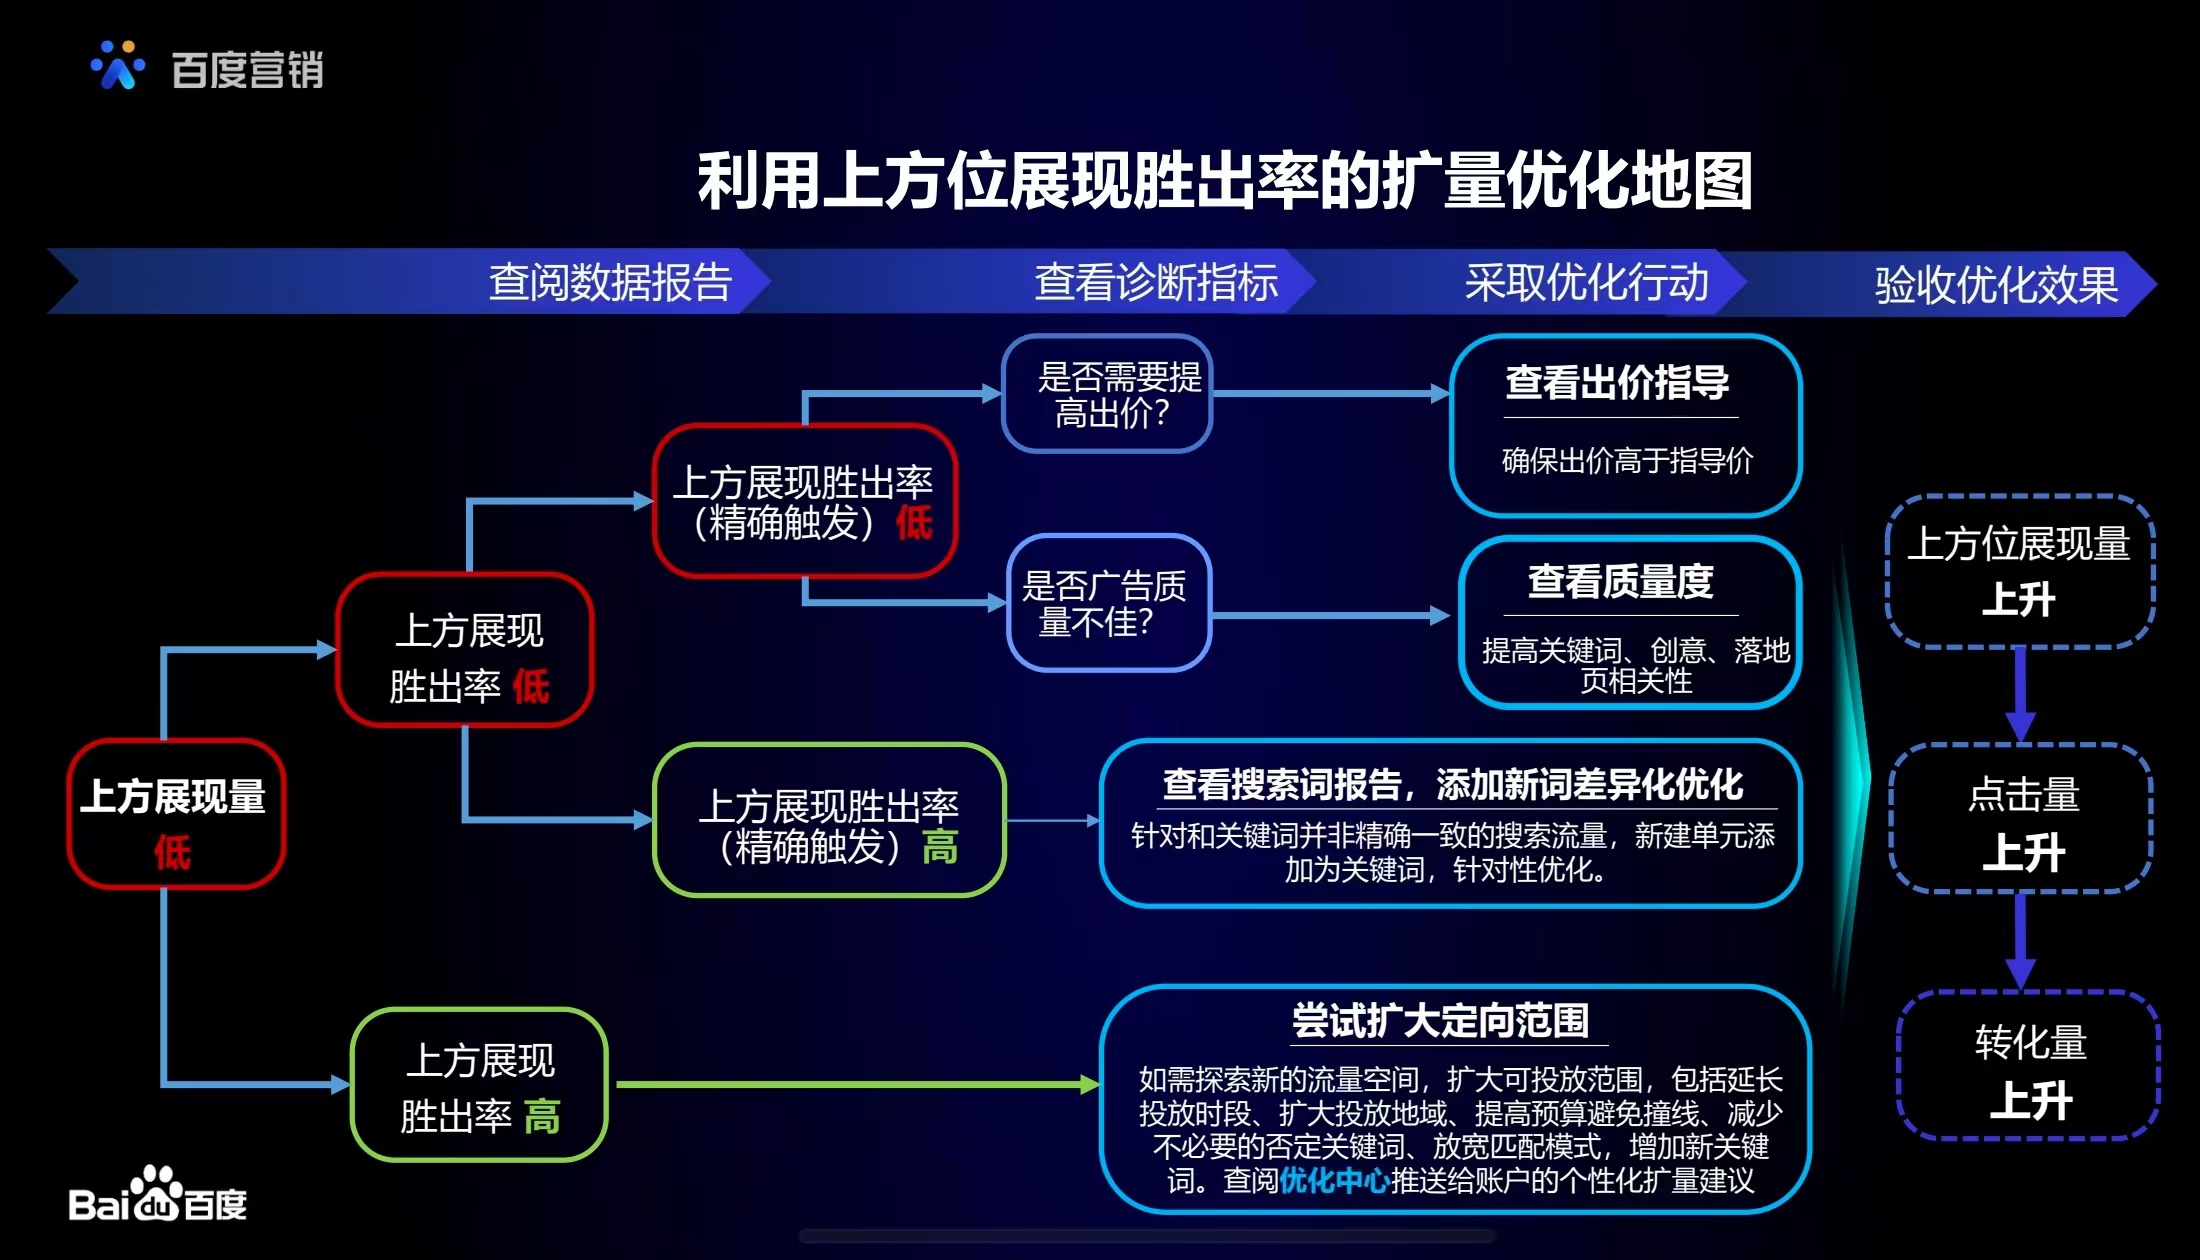 百度营销
利用上方位展现胜出率的扩量优化地图
查阅数据报告
查看诊断指标
采取优化行动
验收优化效果
上方展现量
低
上方展现
胜出率 低
上方展现
胜出率 高
上方展现胜出率
（精确触发）低
上方展现胜出率
（精确触发）高
是否需要提
高出价？
是否广告质
量不佳？
查看出价指导
确保出价高于指导价
查看质量度
提高关键词、创意、落地
页相关性
查看搜索词报告，添加新词差异化优化
针对和关键词并非精确一致的搜索流量，新建单元添
加为关键词，针对性优化。
尝试扩大定向范围
如需探索新的流量空间，扩大可投放范围，包括延长
投放时段、扩大投放地域、提高预算避免撞线、减少
不必要的否定关键词、放宽匹配模式，增加新关键
词。查阅优化中心推送给账户的个性化扩量建议
上方位展现量
上升
点击量
上升
转化量
上升
Bai du 百度